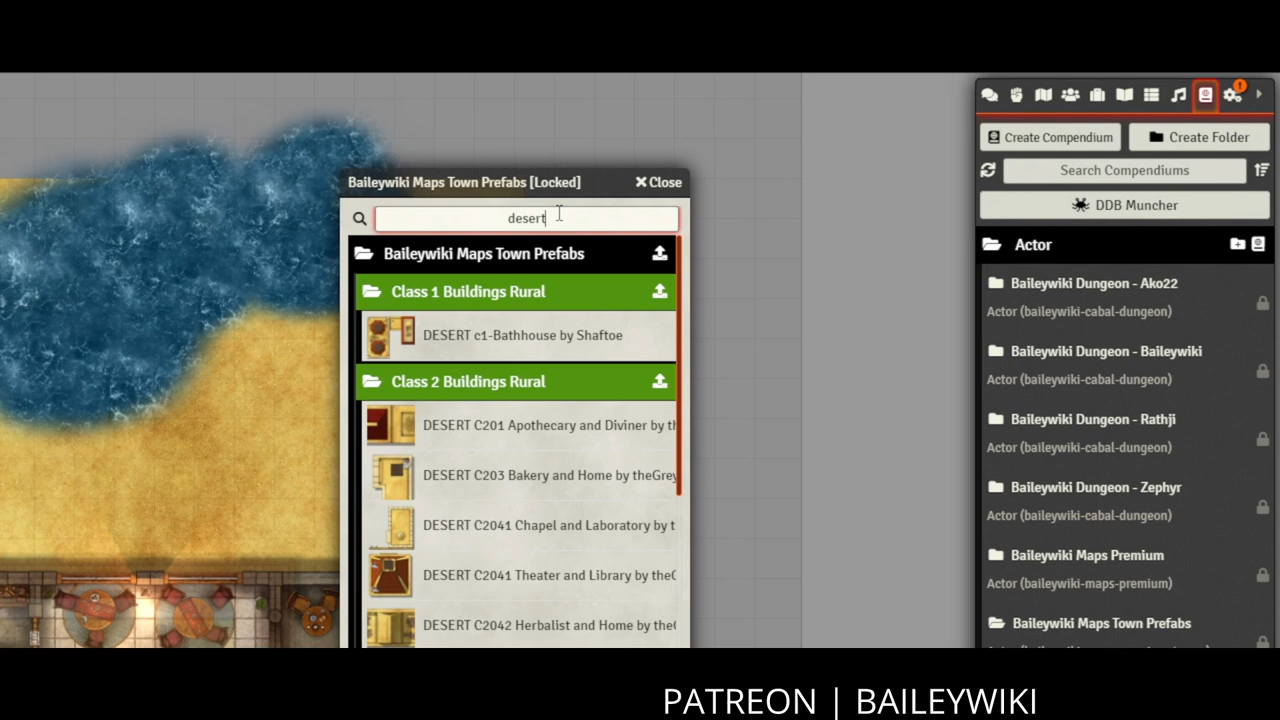 Create Compendium
Create Folder
Search Compendiums
DDB Muncher
Actor
Baileywiki Dungeon - Ako22
Actor (baileywiki-cabal-dungeon)
Baileywiki Dungeon - Baileywiki
Actor (baileywiki-cabal-dungeon)
Baileywiki Dungeon - Rathji
Actor (baileywiki-cabal-dungeon)
Baileywiki Dungeon - Zephyr
Actor (baileywiki-cabal-dungeon)
Baileywiki Maps Premium
Actor (baileywiki-maps-premium)
Baileywiki Maps Town Prefabs
Baileywiki Maps Town Prefabs [Locked]
Close
desert
Baileywiki Maps Town Prefabs
Class 1 Buildings Rural
DESERT c1-Bathhouse by Shaftoe
Class 2 Buildings Rural
DESERT C201 Apothecary and Diviner by th
DESERT C203 Bakery and Home by theGrey
DESERT C2041 Chapel and Laboratory by t
DESERT C2041 Theater and Library by the
DESERT C2042 Herbalist and Home by the
PATREON | BAILEYWIKI